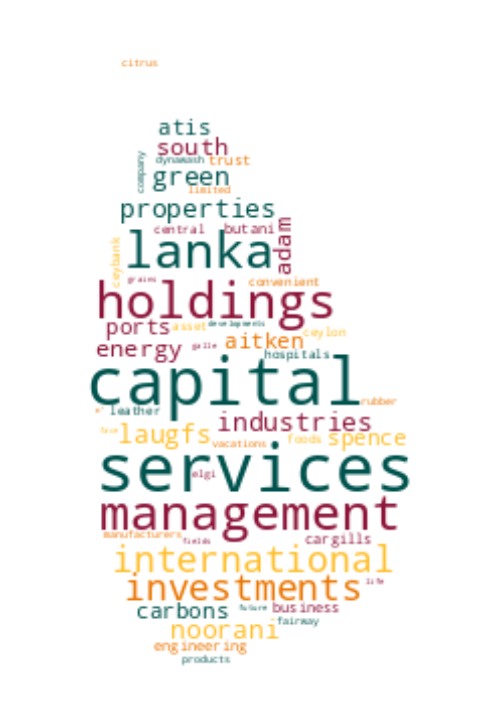 citrus
atis
south
company
dynawash trust
green
limited
properties
central butani
adam
lanka
ceybank
grains convenient
holdings
ports asset developments
aitken ceylon
energy galle
hospitals
capital
rubber
leather
industries
laugfs
vacations foods spence
services
elgi
management
manufacturers
fields cargills
international
investments life
carbons future business
fairway
noorani
engineering
products